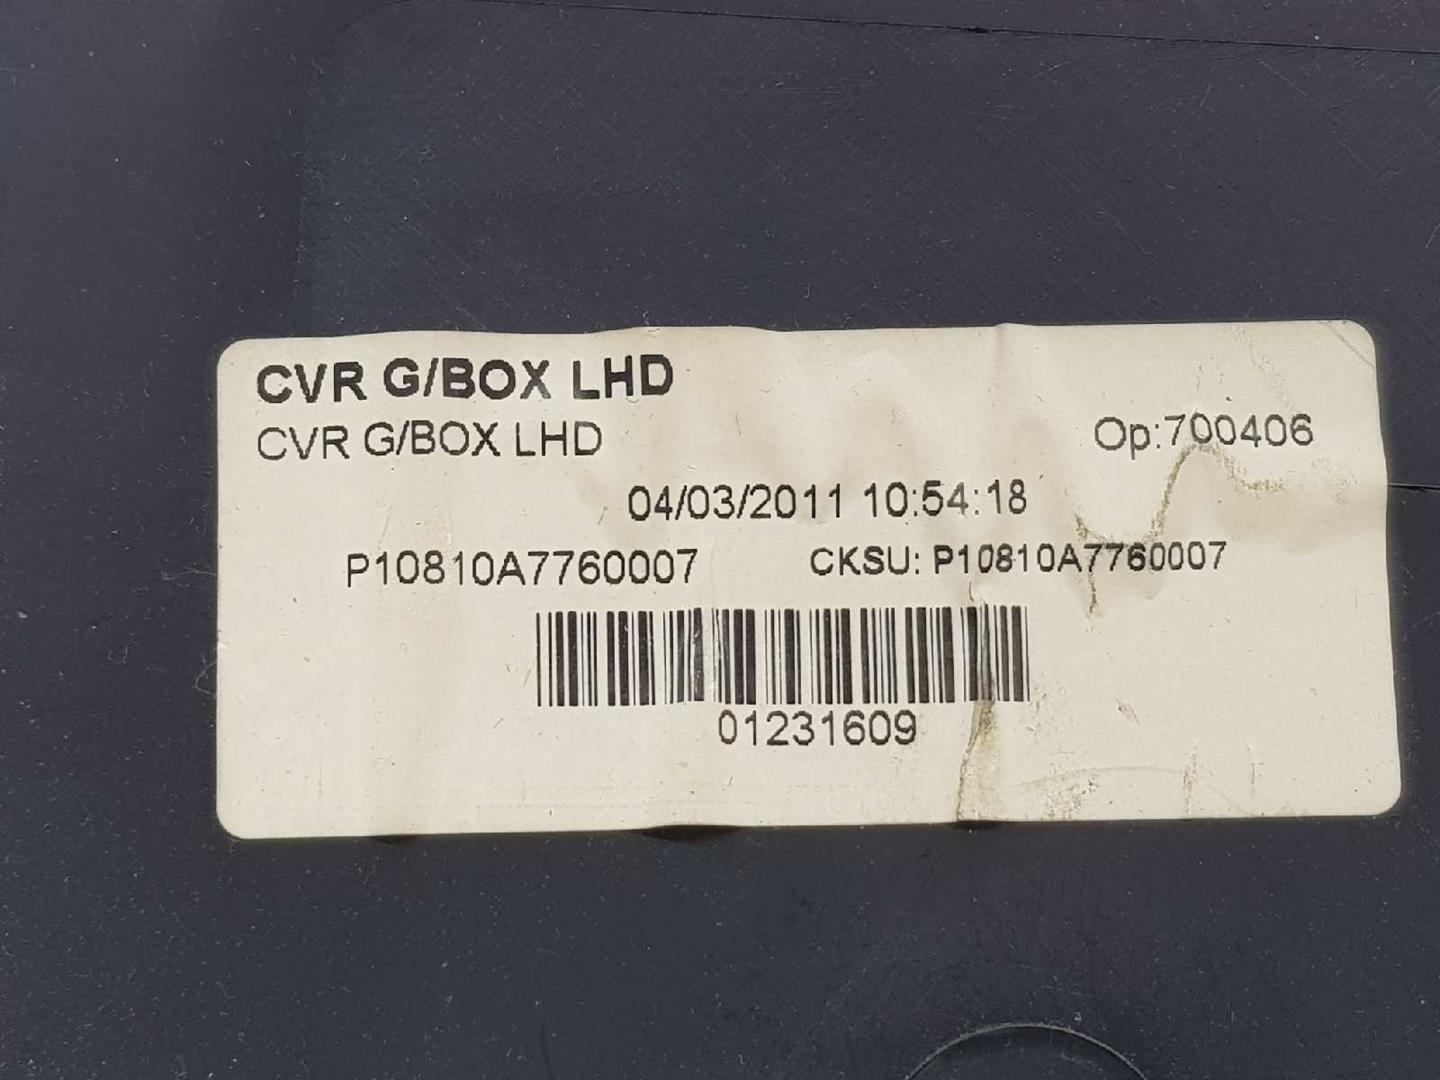 CVR G/BOX LHD
CVR G/BOX LHD
Op:700406
04/03/2011 10:54:18
P10810A7760007
CKSU: P10810A7760007
01231609